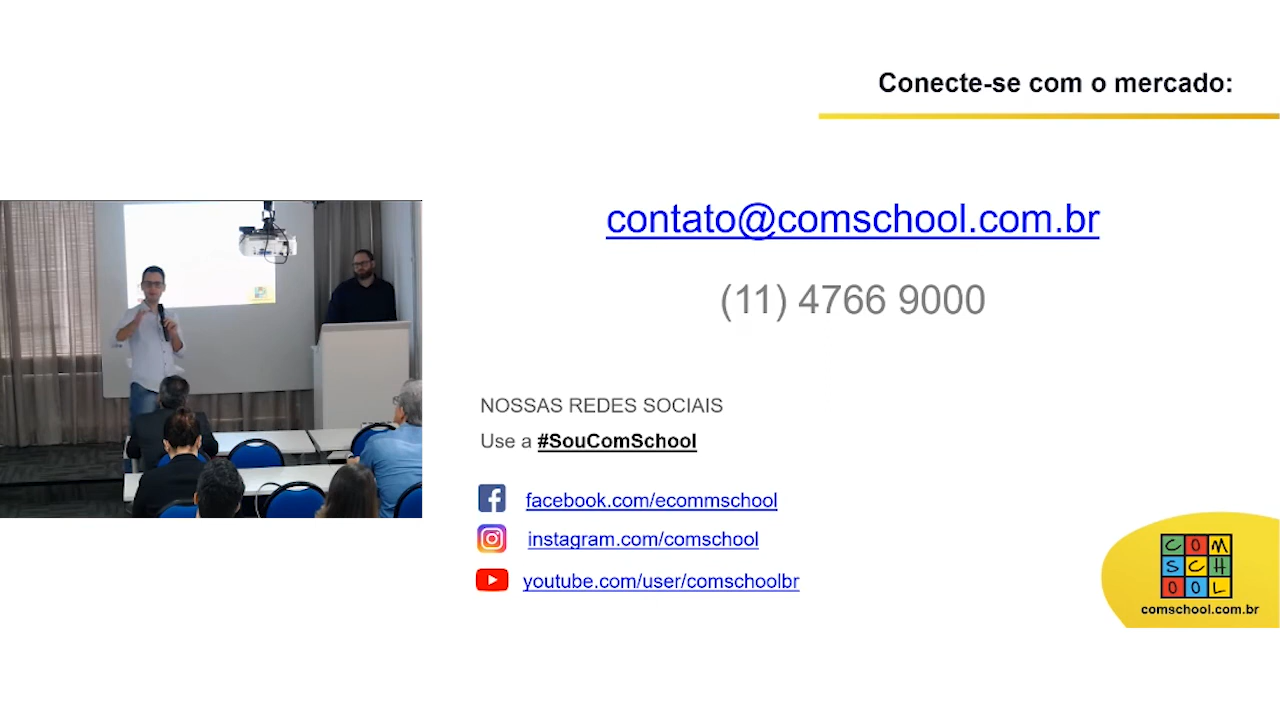 Conecte-se com o mercado:
contato@comschool.com.br
(11) 4766 9000
NOSSAS REDES SOCIAIS
Use a #SouComSchool
facebook.com/ecommschool
instagram.com/comschool
youtube.com/user/comschoolbr
COM
SCH
OOL
comschool.com.br